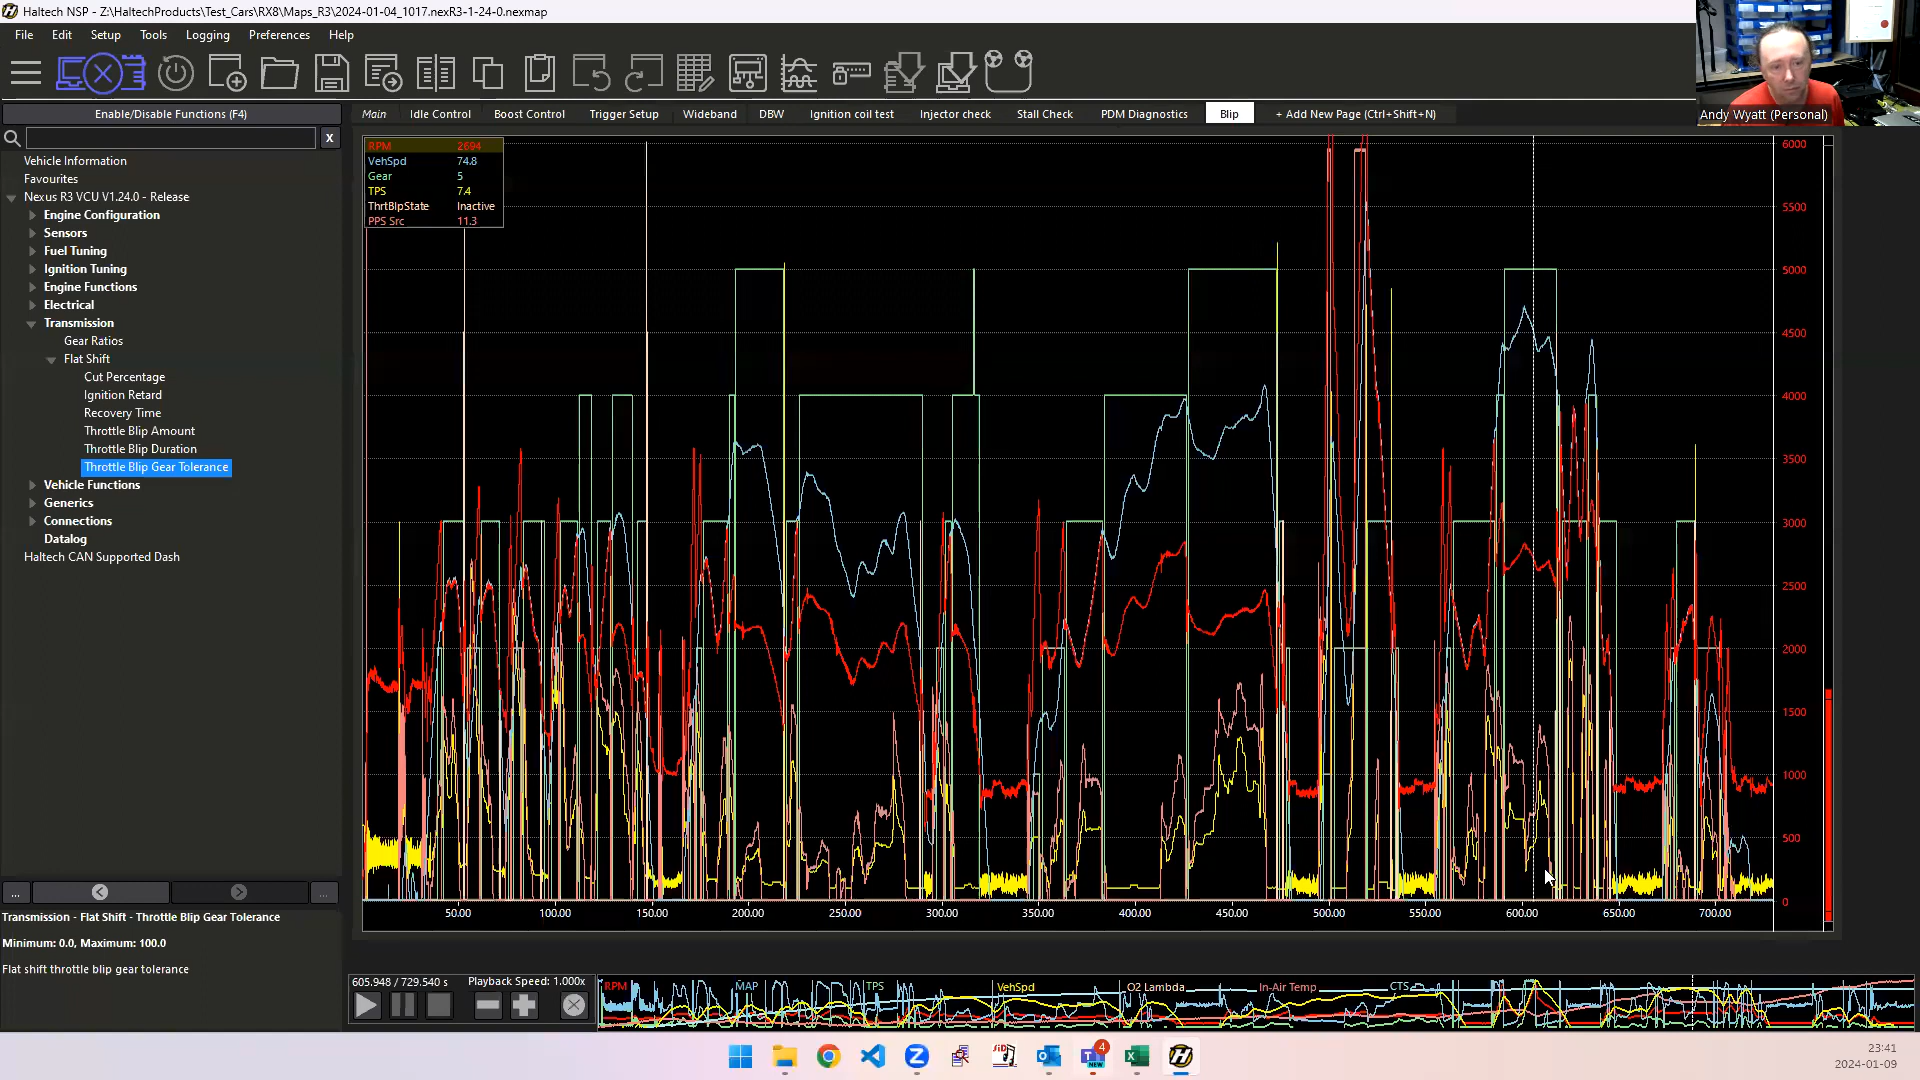 Haltech NSP - Z:\HaltechProducts\Test_Cars\RX8\Maps_R3\2024-01-04_1017.nexR3-1-24-0.nexmap
File Edit Setup Tools Logging Preferences Help
Andy Wyatt (Personal)
Enable/Disable Functions (F4)
Main Idle Control Boost Control Trigger Setup Wideband DBW Ignition coil test Injector check Stall Check PDM Diagnostics Blip + Add New Page (Ctrl+Shift+N)
X
Vehicle Information
Favourites
Nexus R3 VCU V1.24.0 - Release
Engine Configuration
Sensors
Fuel Tuning
Ignition Tuning
Engine Functions
Electrical
Transmission
Gear Ratios
Flat Shift
Cut Percentage
Ignition Retard
Recovery Time
Throttle Blip Amount
Throttle Blip Duration
Throttle Blip Gear Tolerance
Vehicle Functions
Generics
Connections
Datalog
Haltech CAN Supported Dash
RPM 2694
VehSpd 74.8
Gear 5
TPS 7.4
ThrtBlpState Inactive
PPS Src 11.3
6000
5500
5000
4500
4000
3500
3000
2500
2000
1500
1000
500
0
50.00 100.00 150.00 200.00 250.00 300.00 350.00 400.00 450.00 500.00 550.00 600.00 650.00 700.00
... ...
Transmission - Flat Shift - Throttle Blip Gear Tolerance
Minimum: 0.0, Maximum: 100.0
Flat shift throttle blip gear tolerance
605.948 / 729.540 s Playback Speed: 1.000x
RPM MAP TPS VehSpd O2 Lambda In-Air Temp CTS
4
NEW
23:41
2024-01-09